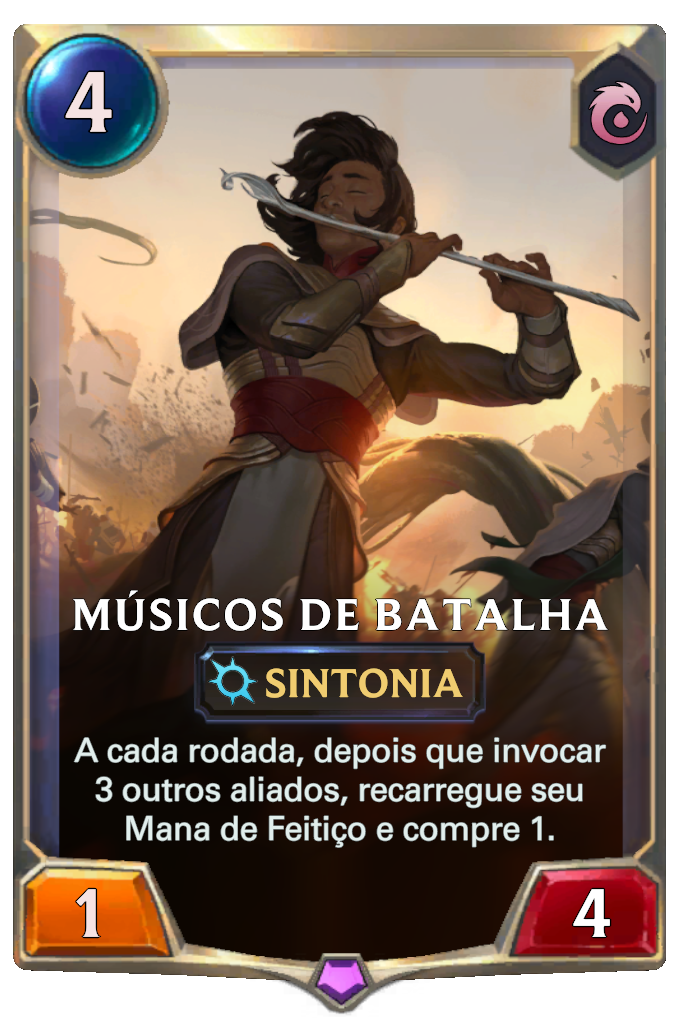 4
MÚSICOS DE BATALHA
SINTONIA
A cada rodada, depois que invocar
3 outros aliados, recarregue seu
Mana de Feitiço e compre 1.
1
4